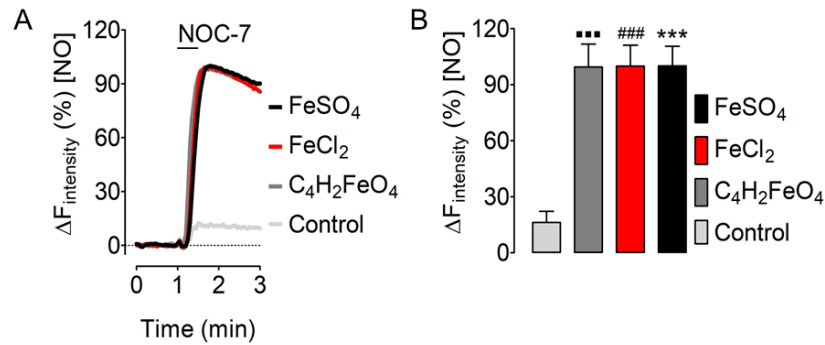 A
ΔFintensity (%) [NO]
120
90
60
30
0
NOC-7
FeSO4
FeCl2
C4H2FeO4
Control
0
1
2
3
Time (min)
B
ΔFintensity (%) [NO]
120
90
60
30
0
▪▪▪
###
***
FeSO4
FeCl2
C4H2FeO4
Control